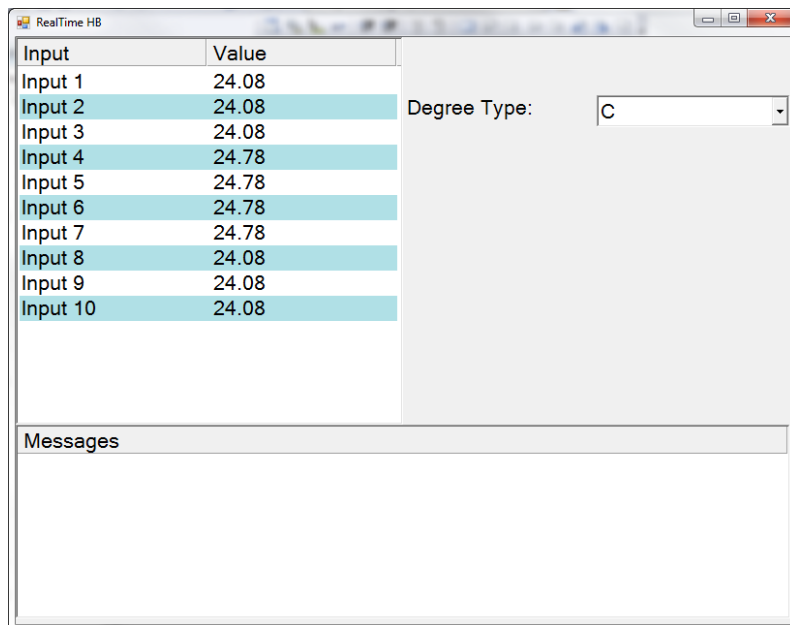 RealTime HB
Input Value
Input 1 24.08
Input 2 24.08
Degree Type: C
Input 3 24.08
Input 4 24.78
Input 5 24.78
Input 6 24.78
Input 7 24.78
Input 8 24.08
Input 9 24.08
Input 10 24.08
Messages